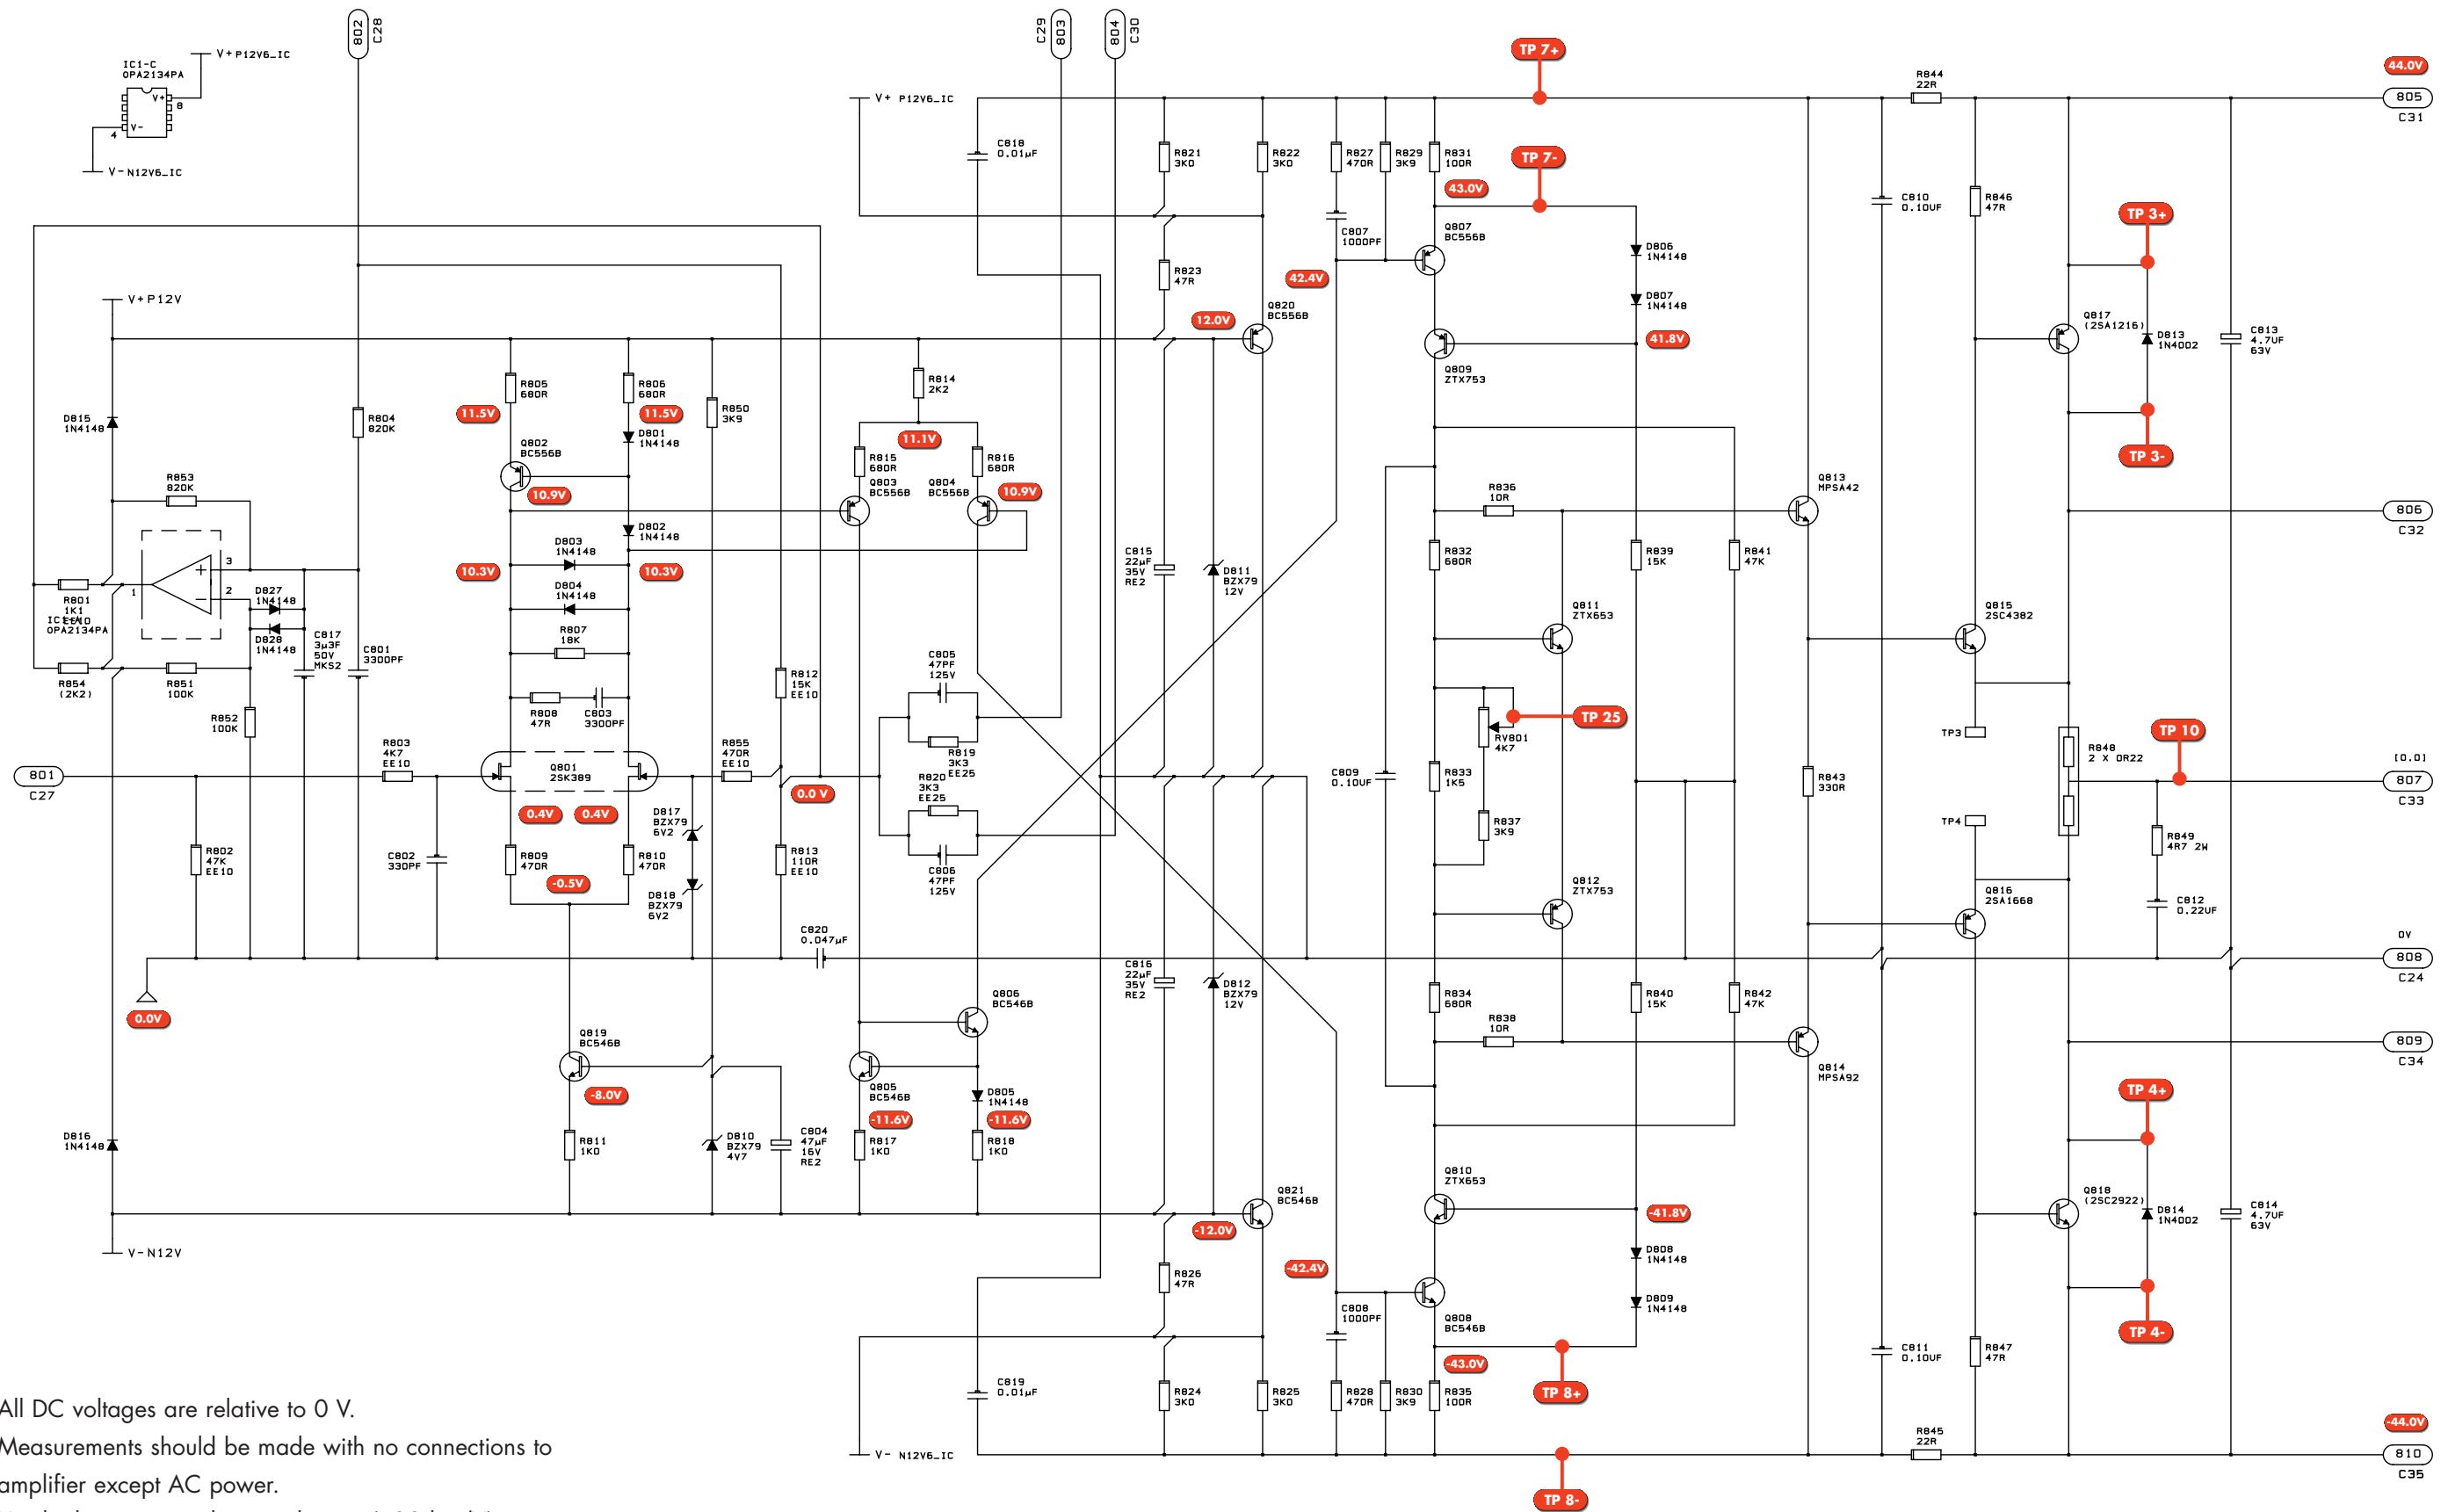 802
C28
C29
803
804
C30
IC1-C
OPA2134PA
V+ P12V6_IC
V+
8
4
V-
V- N12V6_IC
TP 7+
R844
22R
44.0V
805
C31
V+ P12V6_IC
C818
0.01µF
R821
3K0
R822
3K0
R827
470R
R829
3K9
R831
100R
TP 7-
43.0V
C810
0.10UF
R846
47R
TP 3+
C807
1000PF
Q807
BC556B
D806
1N4148
R823
47R
42.4V
D807
1N4148
V+ P12V
Q820
BC556B
12.0V
41.8V
Q817
(2SA1216)
D813
1N4002
C813
4.7UF
63V
Q809
ZTX753
R805
680R
R806
680R
R814
2K2
R850
3K9
D815
1N4148
R804
820K
11.5V
11.5V
D801
1N4148
11.1V
Q802
BC556B
R815
680R
R816
680R
TP 3-
R853
820K
10.9V
Q803
BC556B
Q804
BC556B
10.9V
R836
10R
Q813
MPSA42
806
C32
D802
1N4148
D803
1N4148
10.3V
10.3V
D804
1N4148
C815
22µF
35V
RE2
D811
BZX79
12V
R832
680R
R839
15K
R841
47K
3
2
1
R801
1K1
EE10
OPA2134PA
D827
1N4148
D828
1N4148
C817
3µ3F
50V
MKS2
C801
3300PF
R807
18K
Q811
ZTX653
Q815
2SC4382
R854
(2K2)
R851
100K
R852
100K
R808
47R
C803
3300PF
R812
15K
EE10
C805
47PF
125V
R819
3K3
EE25
R820
3K3
EE25
C806
47PF
125V
RV801
4K7
TP 25
TP3
R848
2 X 0R22
TP 10
[0.0]
807
C33
801
C27
R803
4K7
EE10
Q801
2SK389
R855
470R
EE10
0.0 V
C809
0.10UF
R833
1K5
R843
330R
0.4V
0.4V
D817
BZX79
6V2
R837
3K9
TP4
R849
4R7 2W
R802
47K
EE10
C802
330PF
R809
470R
R810
470R
R813
110R
EE10
-0.5V
D818
BZX79
6V2
Q812
ZTX753
Q816
2SA1668
C812
0.22UF
C820
0.047µF
0V
808
C24
0.0V
C816
22µF
35V
RE2
D812
BZX79
12V
R834
680R
R840
15K
R842
47K
Q806
BC546B
R838
10R
Q819
BC546B
809
C34
-8.0V
Q805
BC546B
D805
1N4148
Q814
MPSA92
TP 4+
-11.6V
-11.6V
D816
1N4148
R811
1K0
D810
BZX79
4V7
C804
47µF
16V
RE2
R817
1K0
R818
1K0
Q810
ZTX653
Q821
BC546B
-12.0V
-41.8V
Q818
(2SC2922)
D814
1N4002
C814
4.7UF
63V
V- N12V
D808
1N4148
R826
47R
-42.4V
D809
1N4148
C808
1000PF
Q808
BC546B
TP 4-
-43.0V
C811
0.10UF
R847
47R
C819
0.01µF
R824
3K0
R825
3K0
R828
470R
R830
3K9
R835
100R
TP 8+
V- N12V6_IC
R845
22R
-44.0V
810
C35
TP 8-
All DC voltages are relative to 0 V.
Measurements should be made with no connections to
amplifier except AC power.